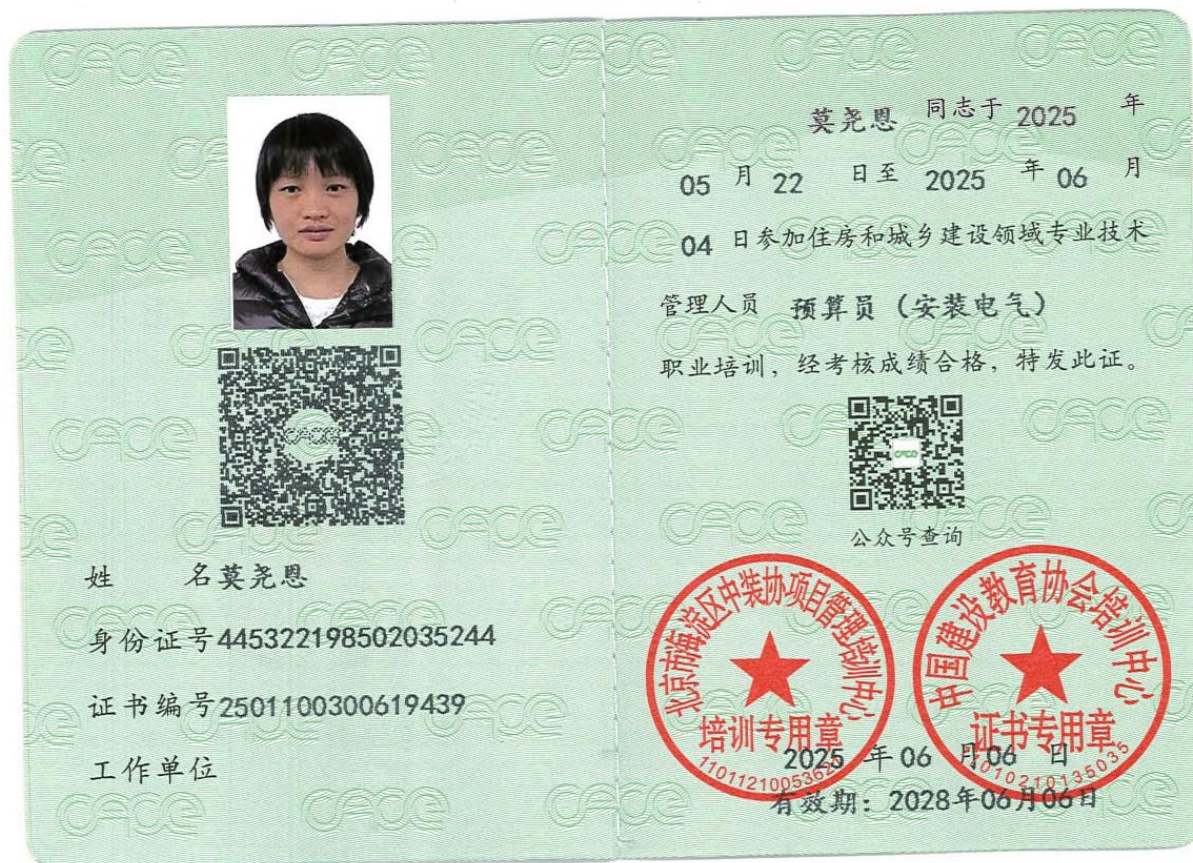 莫尧恩 同志于 2025 年
05 月 22 日至 2025 年 06 月
04 日参加住房和城乡建设领域专业技术
管理人员 预算员（安装电气）
职业培训，经考核成绩合格，特发此证。
公众号查询
姓 名莫尧恩
身份证号445322198502035244
证书编号2501100300619439
工作单位
北京市海淀区中装协项目管理培训中心
培训专用章
中国建设教育协会培训中心
证书专用章
11010210135035
2025 年 06 月 06 日
有效期：2028年06月06日